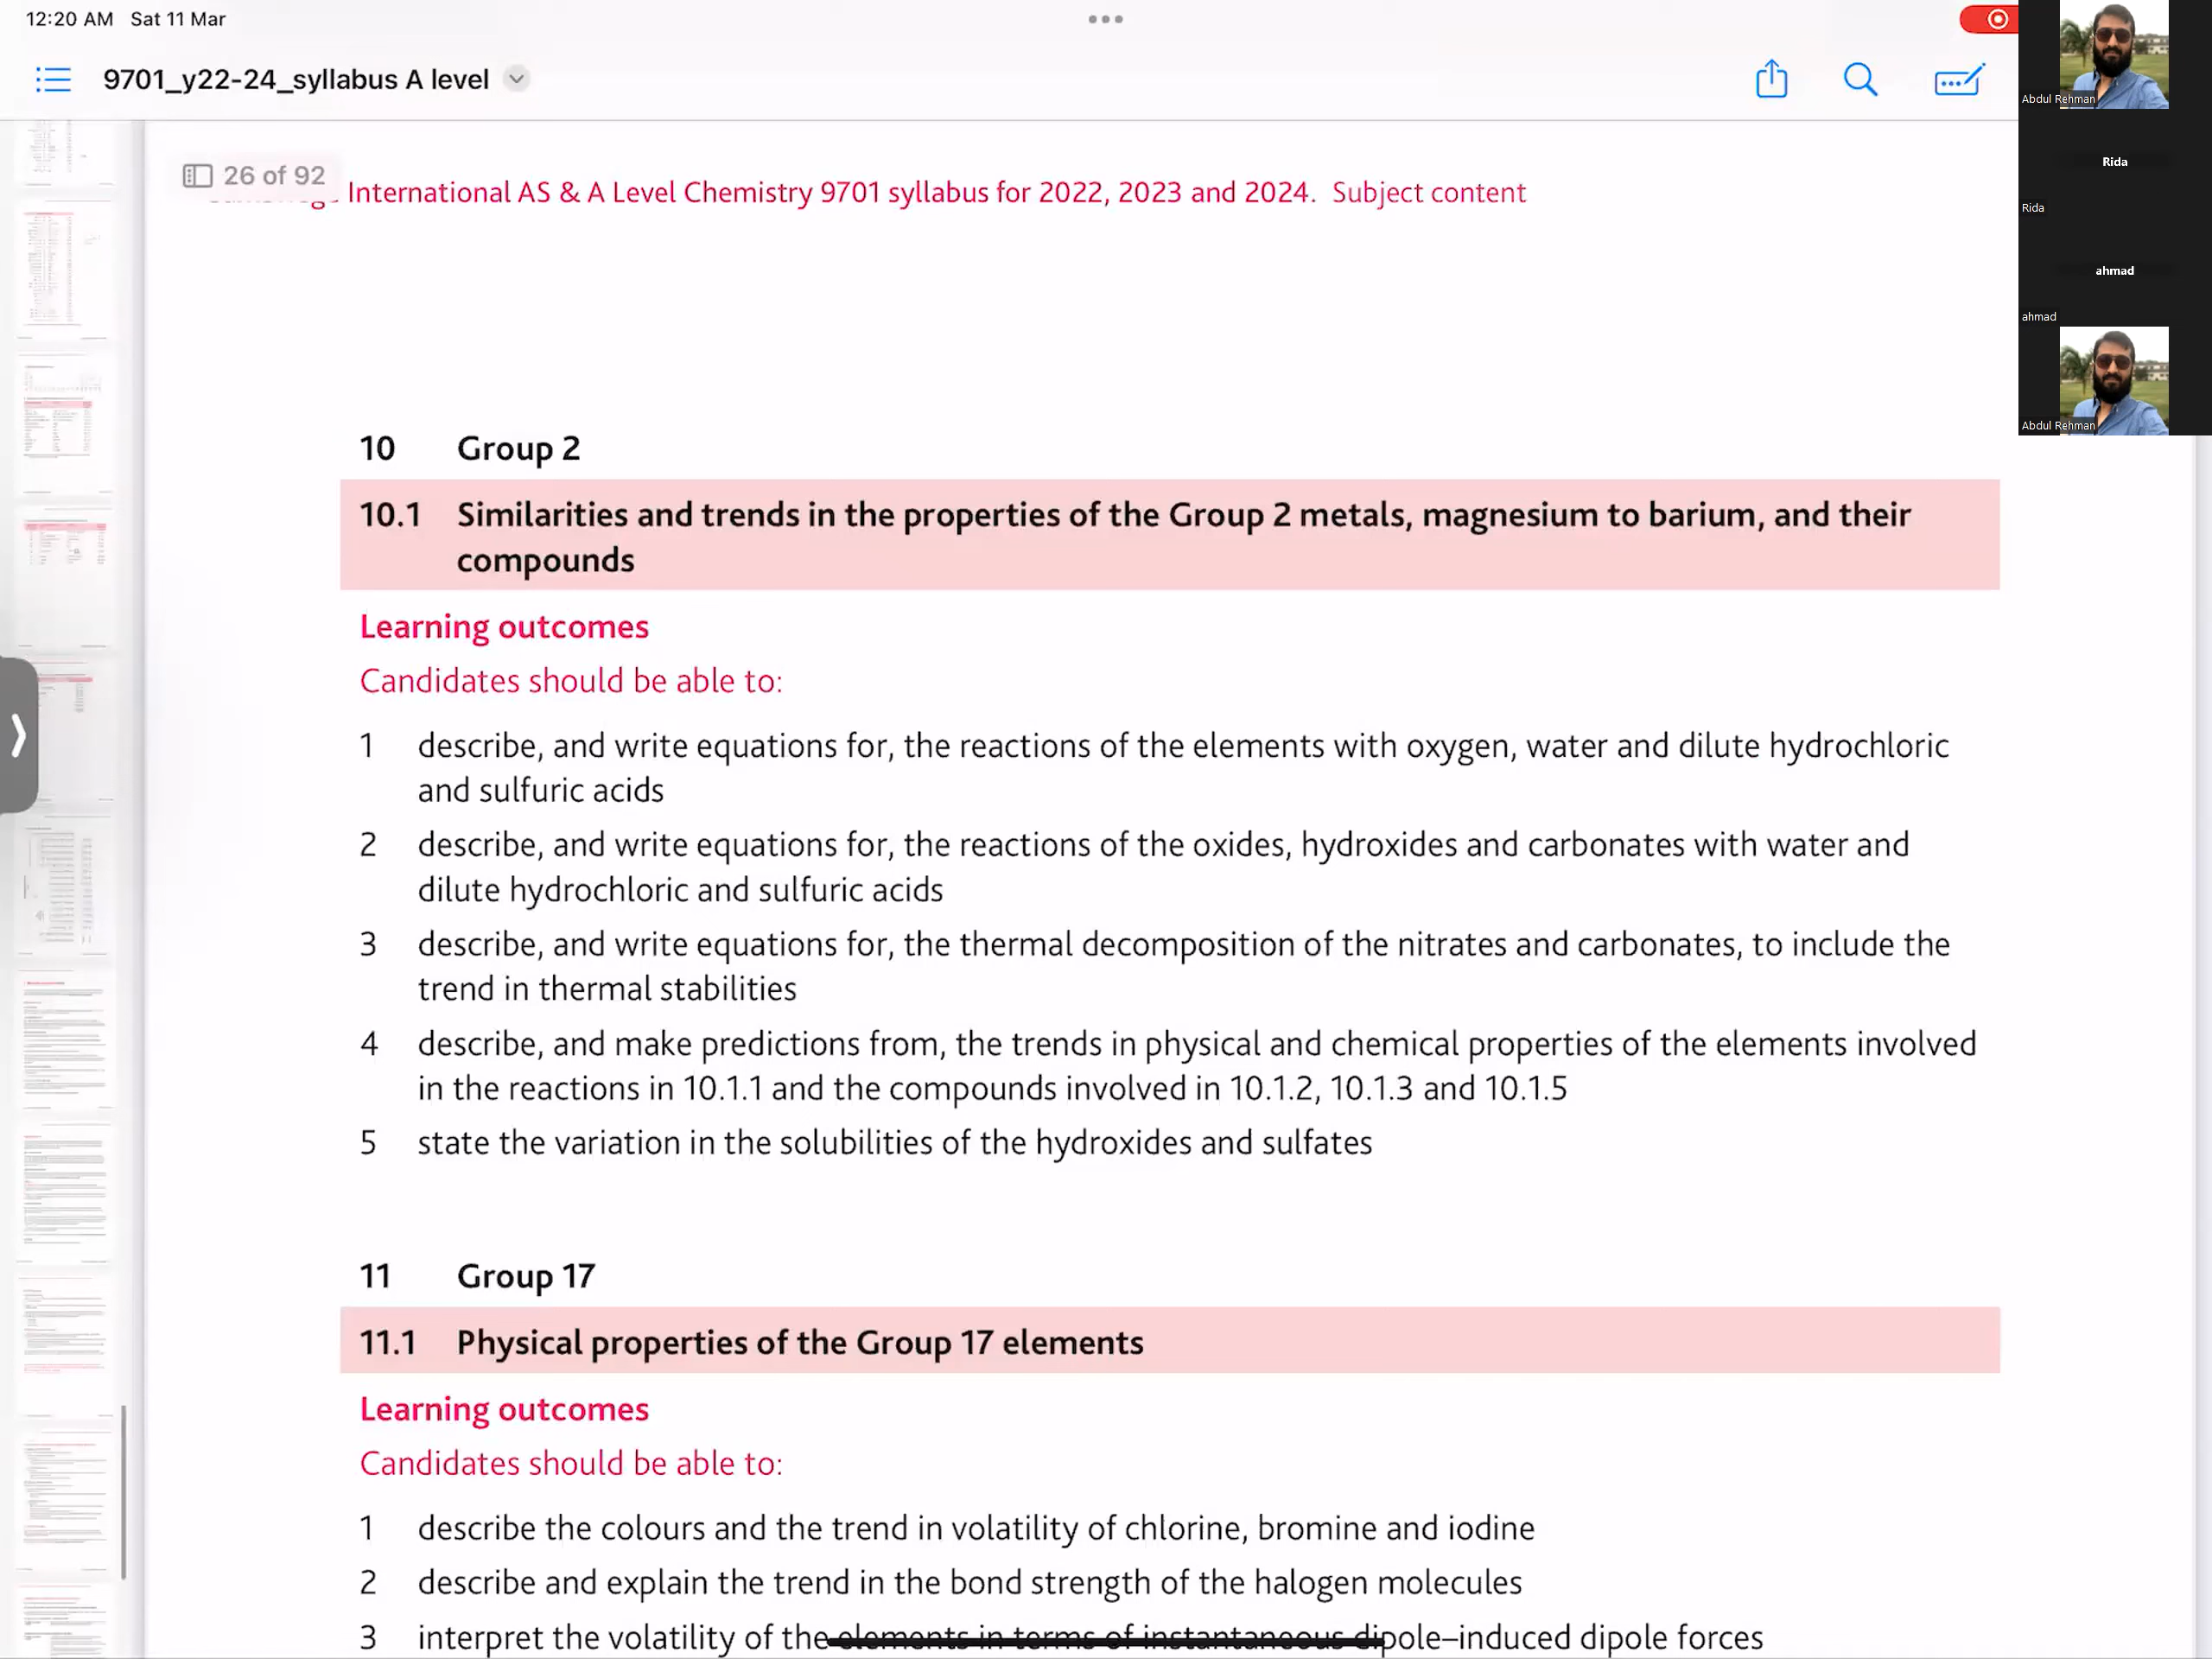 12:20 AM Sat 11 Mar
9701_y22-24_syllabus A level
26 of 92
International AS & A Level Chemistry 9701 syllabus for 2022, 2023 and 2024. Subject content
Abdul Rehman
Rida
Rida
ahmad
ahmad
Abdul Rehman
10 Group 2
10.1 Similarities and trends in the properties of the Group 2 metals, magnesium to barium, and their
compounds
Learning outcomes
Candidates should be able to:
1 describe, and write equations for, the reactions of the elements with oxygen, water and dilute hydrochloric
and sulfuric acids
2 describe, and write equations for, the reactions of the oxides, hydroxides and carbonates with water and
dilute hydrochloric and sulfuric acids
3 describe, and write equations for, the thermal decomposition of the nitrates and carbonates, to include the
trend in thermal stabilities
4 describe, and make predictions from, the trends in physical and chemical properties of the elements involved
in the reactions in 10.1.1 and the compounds involved in 10.1.2, 10.1.3 and 10.1.5
5 state the variation in the solubilities of the hydroxides and sulfates
11 Group 17
11.1 Physical properties of the Group 17 elements
Learning outcomes
Candidates should be able to:
1 describe the colours and the trend in volatility of chlorine, bromine and iodine
2 describe and explain the trend in the bond strength of the halogen molecules
3 interpret the volatility of the elements in terms of instantaneous dipole–induced dipole forces